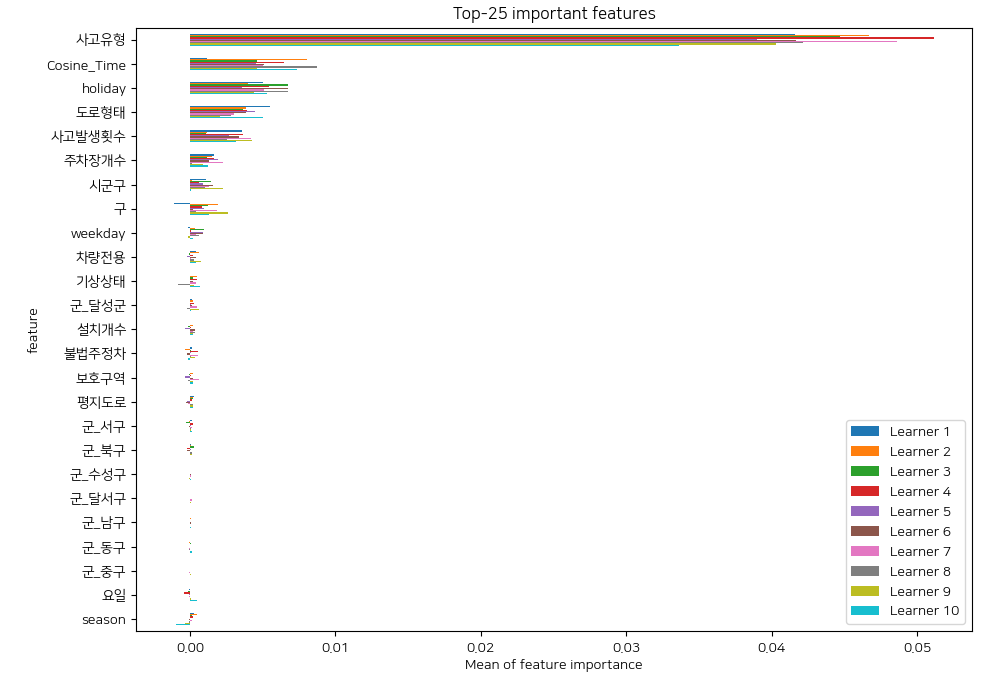 Top-25 important features
사고유형
Cosine_Time
holiday
도로형태
사고발생횟수
주차장개수
시군구
구
weekday
차량전용
기상상태
군_달성군
설치개수
불법주정차
보호구역
평지도로
군_서구
군_북구
군_수성구
군_달서구
군_남구
군_동구
군_중구
요일
season
feature
Learner 1
Learner 2
Learner 3
Learner 4
Learner 5
Learner 6
Learner 7
Learner 8
Learner 9
Learner 10
0.00 0.01 0.02 0.03 0.04 0.05
Mean of feature importance